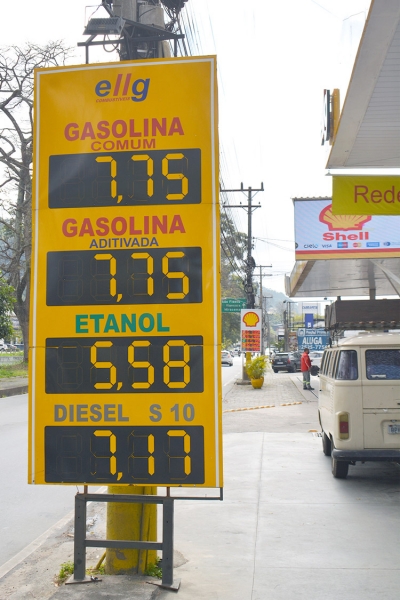 ellg
GASOLINA
COMUM
7,75
GASOLINA
ADITIVADA
7,75
ETANOL
5,58
DIESEL S 10
7,17
Rede
Shell
VISA
ALUGA